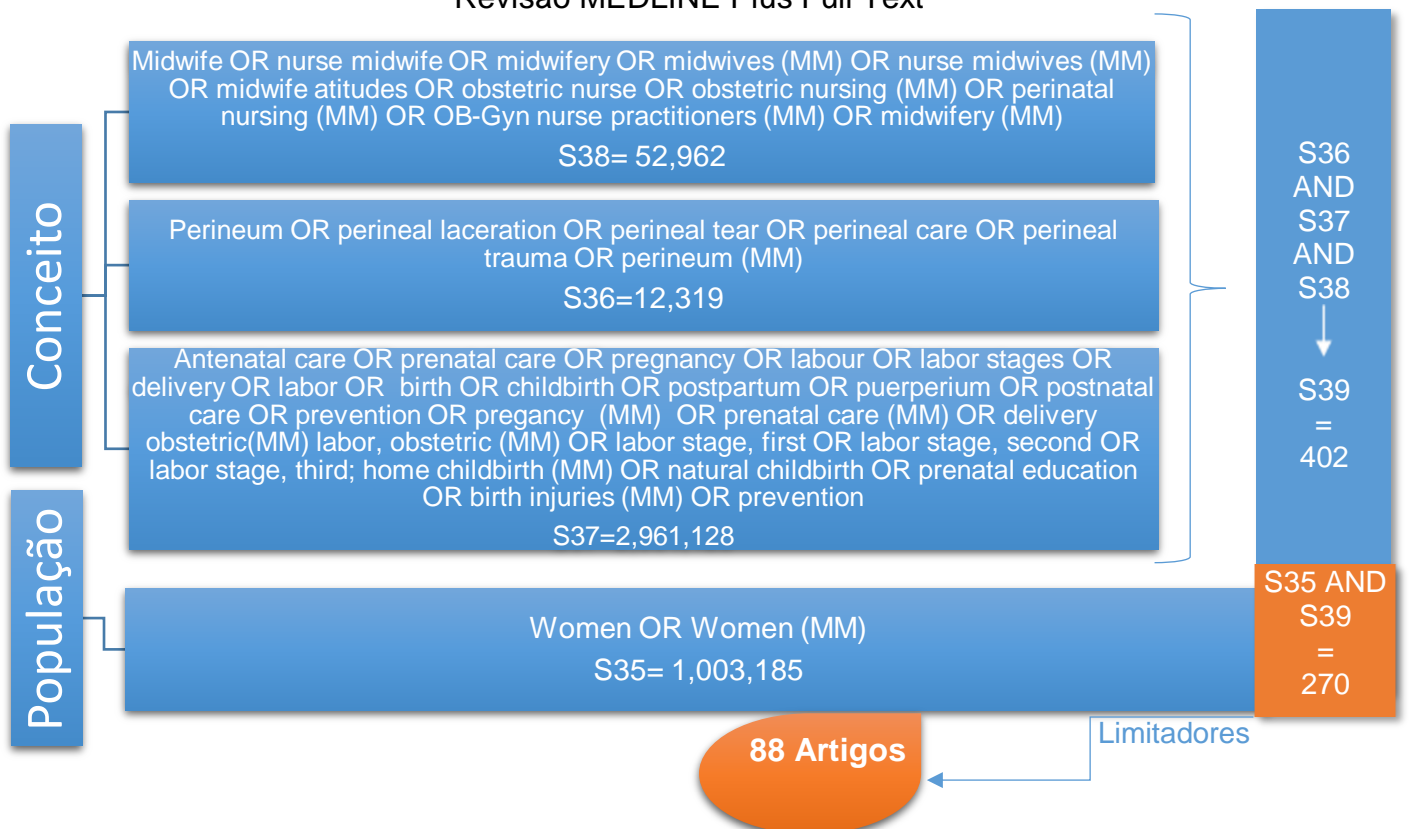 Revisão MEDLINE Plus Full Text
Conceito
Midwife OR nurse midwife OR midwifery OR midwives (MM) OR nurse midwives (MM)
OR midwife atitudes OR obstetric nurse OR obstetric nursing (MM) OR perinatal
nursing (MM) OR OB-Gyn nurse practitioners (MM) OR midwifery (MM)
S38= 52,962
Perineum OR perineal laceration OR perineal tear OR perineal care OR perineal
trauma OR perineum (MM)
S36=12,319
Antenatal care OR prenatal care OR pregnancy OR labour OR labor stages OR
delivery OR labor OR birth OR childbirth OR postpartum OR puerperium OR postnatal
care OR prevention OR pregancy (MM) OR prenatal care (MM) OR delivery
obstetric(MM) labor, obstetric (MM) OR labor stage, first OR labor stage, second OR
labor stage, third; home childbirth (MM) OR natural childbirth OR prenatal education
OR birth injuries (MM) OR prevention
S37=2,961,128
S36
AND
S37
AND
S38
S39
=
402
População
Women OR Women (MM)
S35= 1,003,185
S35 AND
S39
=
270
Limitadores
88 Artigos